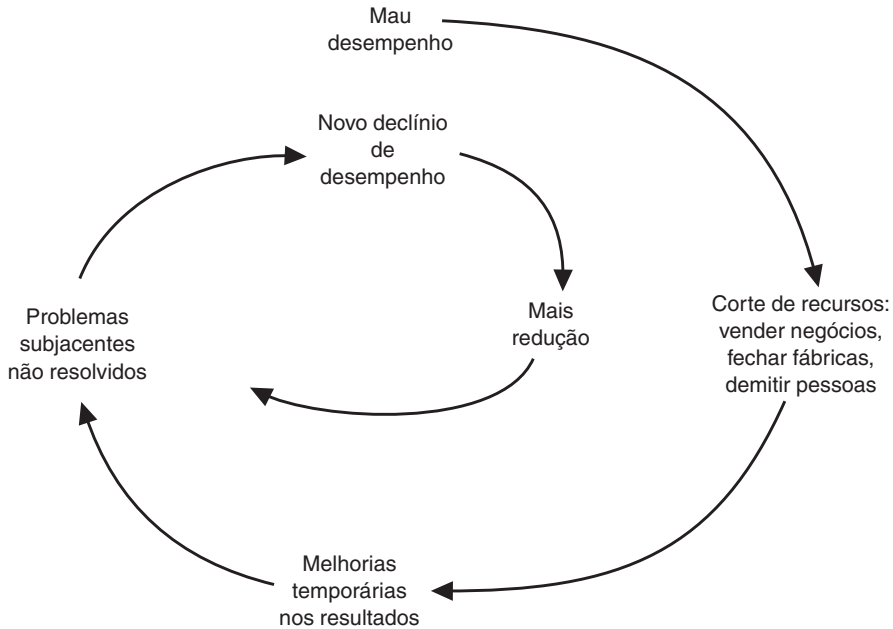 Mau
desempenho
Novo declínio
de
desempenho
Mais
redução
Corte de recursos:
vender negócios,
fechar fábricas,
demitir pessoas
Problemas
subjacentes
não resolvidos
Melhorias
temporárias
nos resultados